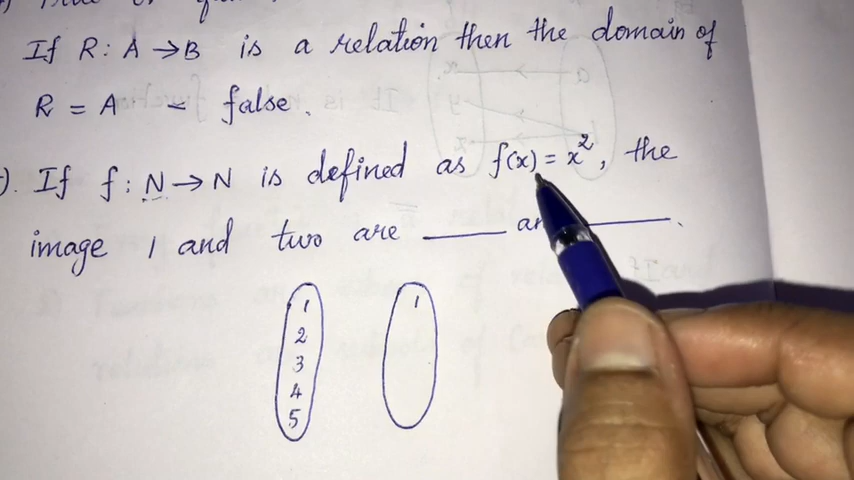 If R: A → B is a relation then the domain of
R = A - false.
If f: N → N is defined as f(x) = x², the
image 1 and two are ____ an ____.
1 1
2
3
4
5